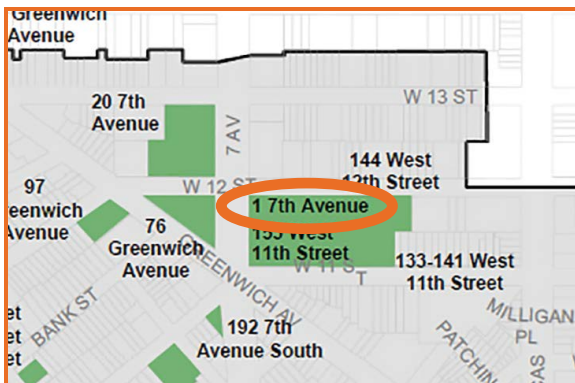 Greenwich
Avenue
W 13 ST
20 7th
Avenue
7 AV
144 West
12th Street
W 12 ST
1 7th Avenue
97
Avenue
76
Greenwich
Avenue
155 West
11th Street
W 11 ST
133-141 West
11th Street
GREENWICH AV
BANK ST
192 7th
Avenue South
MILLIGAN
PL